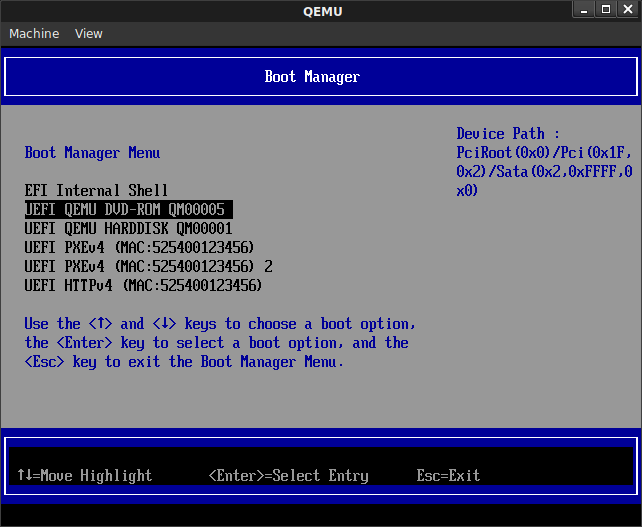 QEMU
Machine View
Boot Manager
Device Path :
PciRoot(0x0)/Pci(0x1F,
0x2)/Sata(0x2,0xFFFF,0
x0)
Boot Manager Menu
EFI Internal Shell
UEFI QEMU DVD-ROM QM00005
UEFI QEMU HARDDISK QM00001
UEFI PXEv4 (MAC:525400123456)
UEFI PXEv4 (MAC:525400123456) 2
UEFI HTTPv4 (MAC:525400123456)
Use the <↑> and <↓> keys to choose a boot option,
the <Enter> key to select a boot option, and the
<Esc> key to exit the Boot Manager Menu.
↑↓=Move Highlight <Enter>=Select Entry Esc=Exit